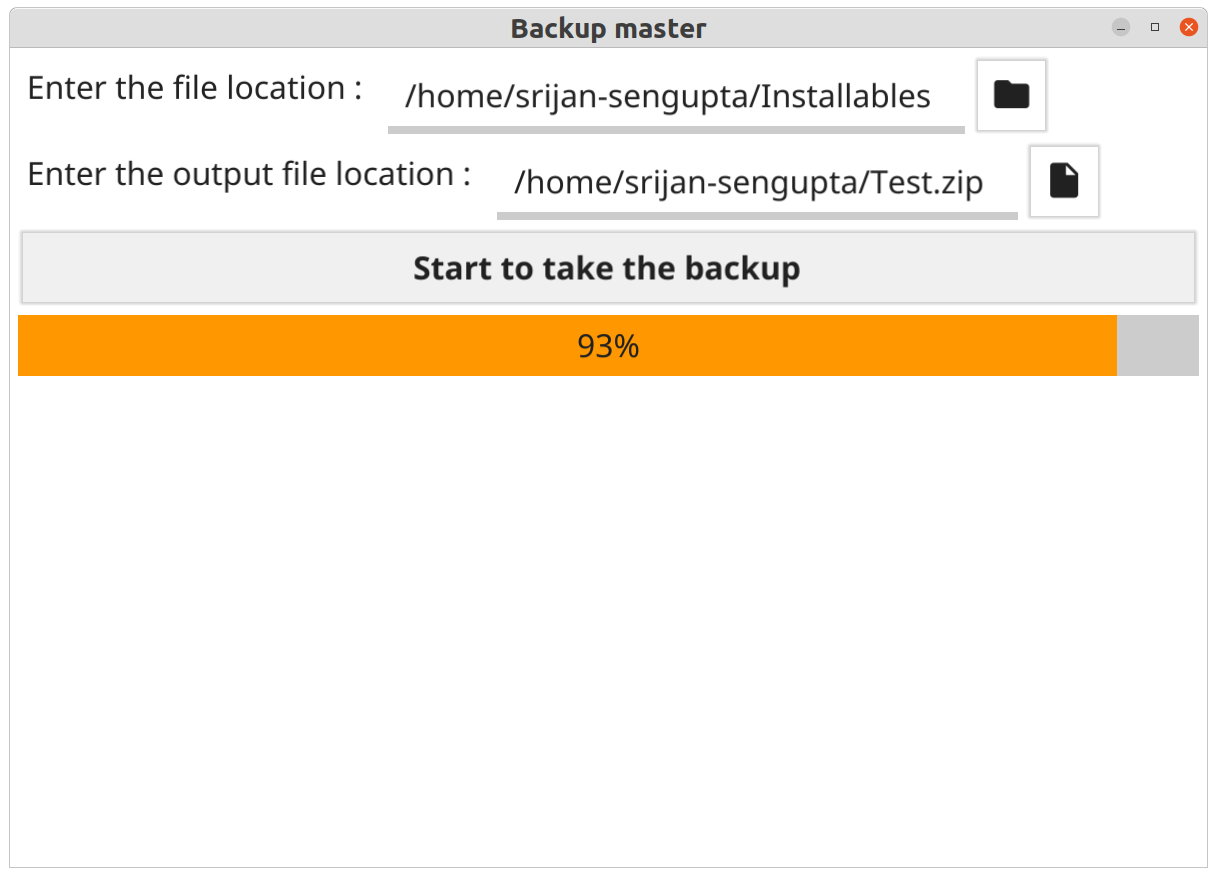 Backup master
Enter the file location : /home/srijan-sengupta/Installables
Enter the output file location : /home/srijan-sengupta/Test.zip
Start to take the backup
93%